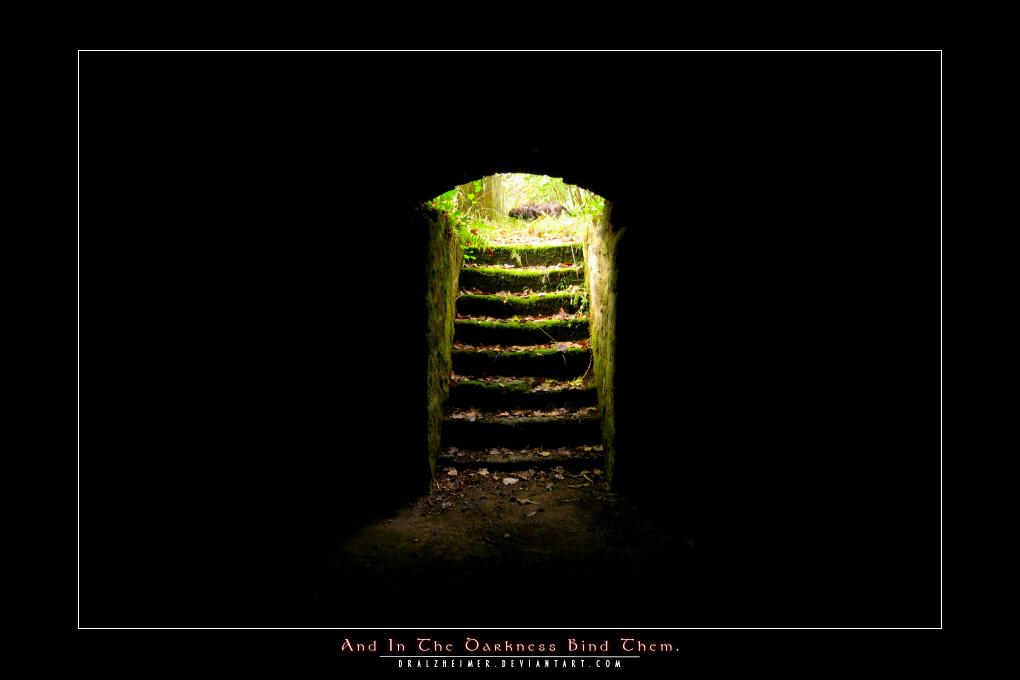 And In The Darkness Bind Them.
DRALZHEIMER.DEVIANTART.COM